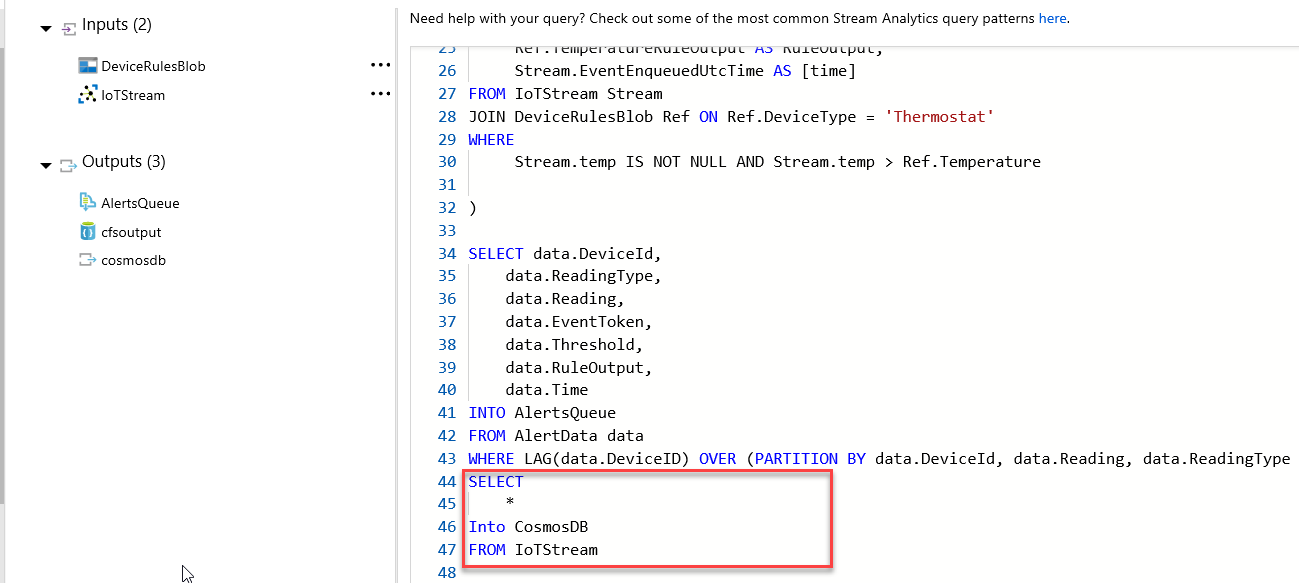 Inputs (2)
DeviceRulesBlob
IoTStream
Outputs (3)
AlertsQueue
cfsoutput
cosmosdb
Need help with your query? Check out some of the most common Stream Analytics query patterns here.
25 Ref.TemperatureRuleOutput AS RuleOutput,
26 Stream.EventEnqueuedUtcTime AS [time]
27 FROM IoTStream Stream
28 JOIN DeviceRulesBlob Ref ON Ref.DeviceType = 'Thermostat'
29 WHERE
30 Stream.temp IS NOT NULL AND Stream.temp > Ref.Temperature
31
32 )
33
34 SELECT data.DeviceId,
35 data.ReadingType,
36 data.Reading,
37 data.EventToken,
38 data.Threshold,
39 data.RuleOutput,
40 data.Time
41 INTO AlertsQueue
42 FROM AlertData data
43 WHERE LAG(data.DeviceID) OVER (PARTITION BY data.DeviceId, data.Reading, data.ReadingType
44 SELECT
45 *
46 Into CosmosDB
47 FROM IoTStream
48